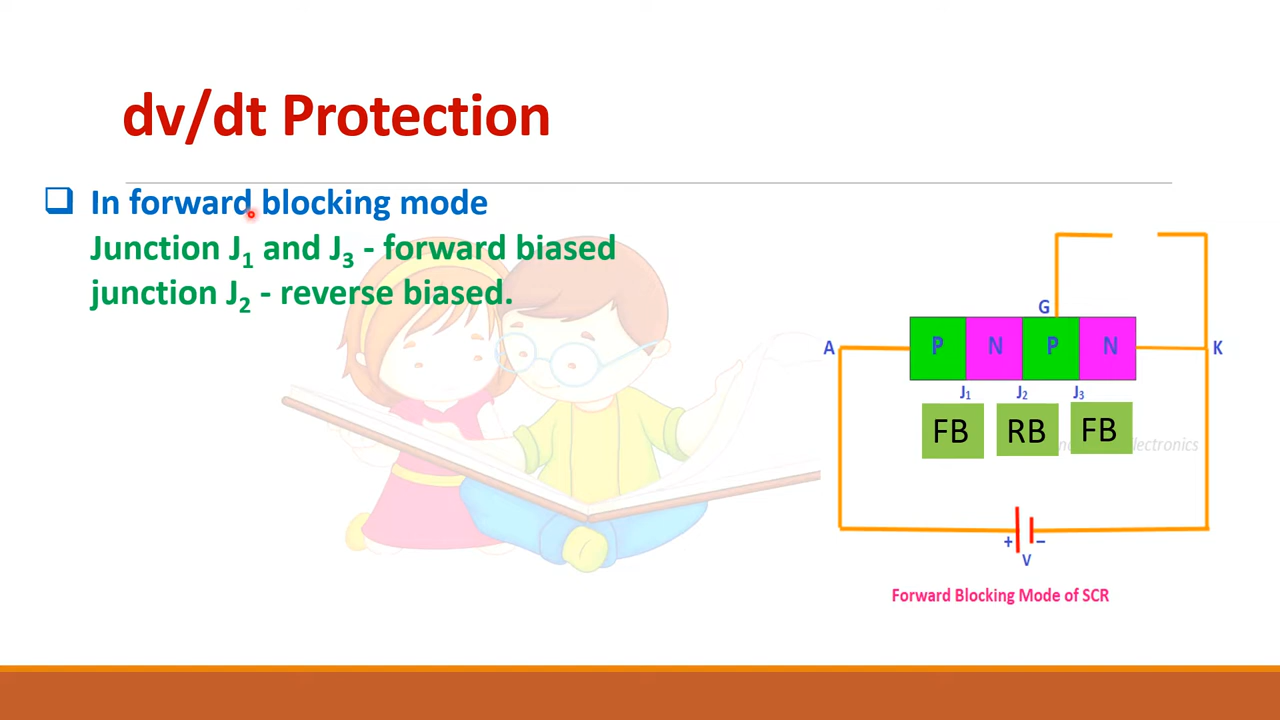 dv/dt Protection
In forward blocking mode
Junction J₁ and J₃ - forward biased
junction J₂ - reverse biased.
G
A P N P N K
J₁ J₂ J₃
FB RB FB
+ −
V
Forward Blocking Mode of SCR